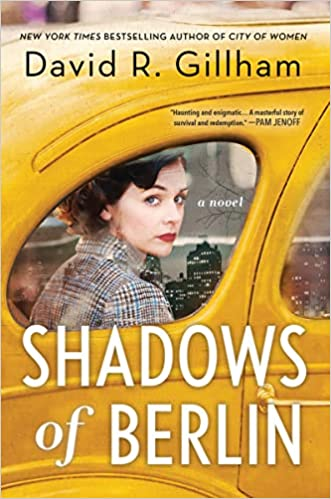 NEW YORK TIMES BESTSELLING AUTHOR OF CITY OF WOMEN
David R. Gillham
"Haunting and enigmatic... A masterful story
of survival and redemption." —PAM JENOFF
a novel
SHADOWS
of BERLIN